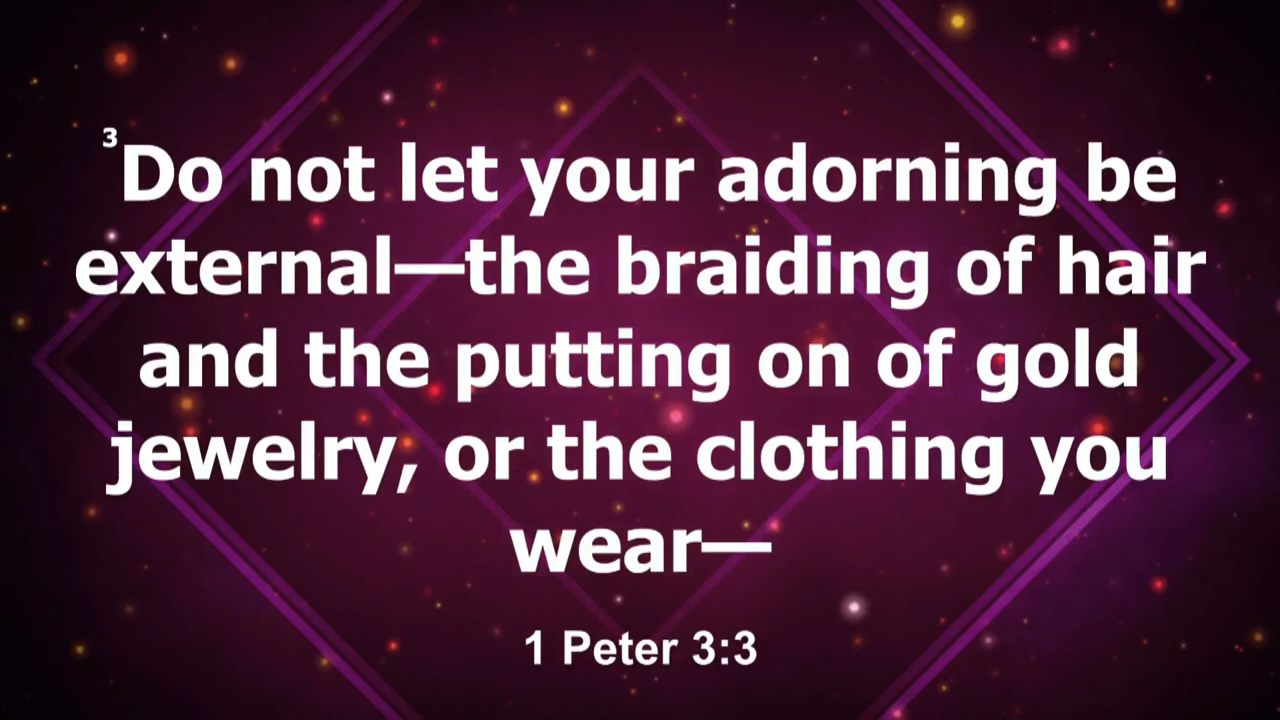 3Do not let your adorning be
external—the braiding of hair
and the putting on of gold
jewelry, or the clothing you
wear—
1 Peter 3:3